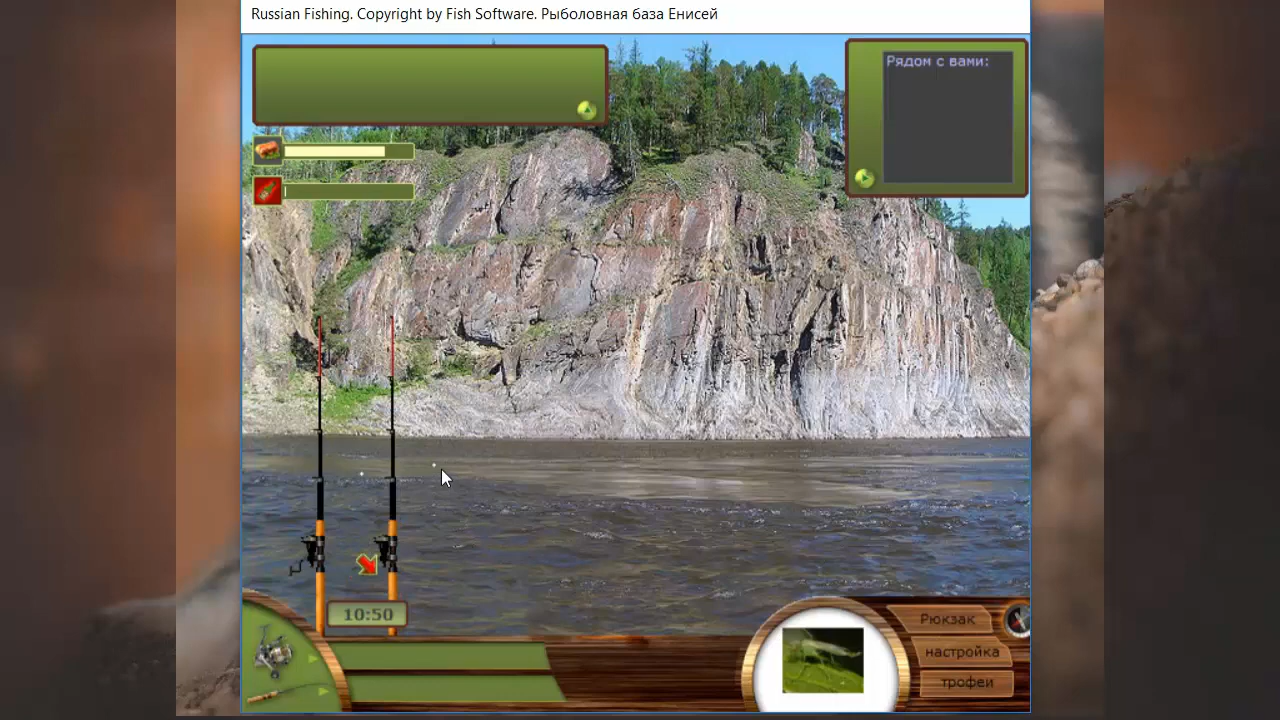 Russian Fishing. Copyright by Fish Software. Рыболовная база Енисей
Рядом с вами:
10:50
Рюкзак
настройка
трофеи